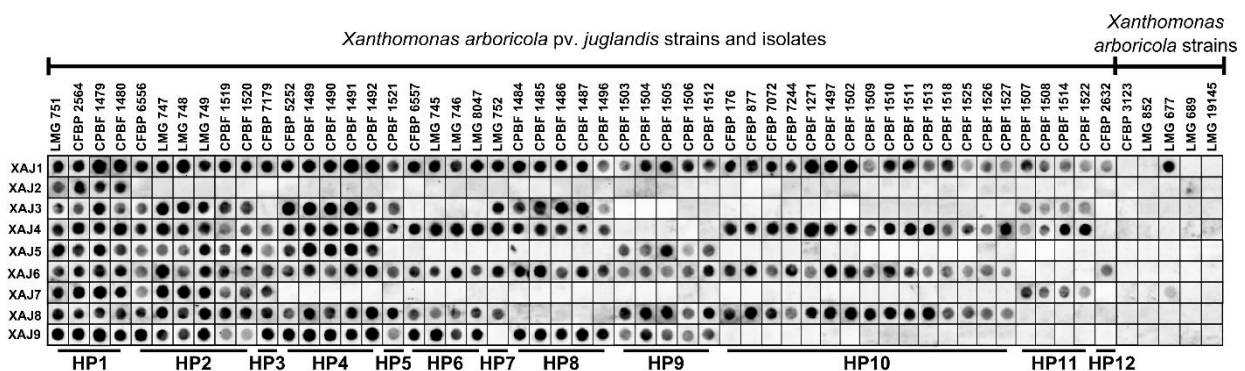 Xanthomonas arboricola pv. juglandis strains and isolates
Xanthomonas
arboricola strains
LMG 751
CFBP 2564
CPBF 1479
CPBF 1480
CFBP 6556
LMG 747
LMG 748
LMG 749
CPBF 1519
CPBF 1520
CFBP 7179
CFBP 5252
CPBF 1489
CPBF 1490
CPBF 1491
CPBF 1492
CPBF 1521
CFBP 6557
LMG 745
LMG 746
LMG 8047
LMG 752
CPBF 1484
CPBF 1485
CPBF 1486
CPBF 1487
CPBF 1496
CPBF 1503
CPBF 1504
CPBF 1505
CPBF 1506
CPBF 1512
CFBP 176
CFBP 877
CFBP 7072
CFBP 7244
CPBF 1271
CPBF 1497
CPBF 1502
CPBF 1509
CPBF 1510
CPBF 1511
CPBF 1513
CPBF 1518
CPBF 1525
CPBF 1526
CPBF 1527
CPBF 1507
CPBF 1508
CPBF 1514
CPBF 1522
CFBP 2632
CFBP 3123
LMG 852
LMG 677
LMG 689
LMG 19145
XAJ1
XAJ2
XAJ3
XAJ4
XAJ5
XAJ6
XAJ7
XAJ8
XAJ9
HP1 HP2 HP3 HP4 HP5 HP6 HP7 HP8 HP9 HP10 HP11 HP12